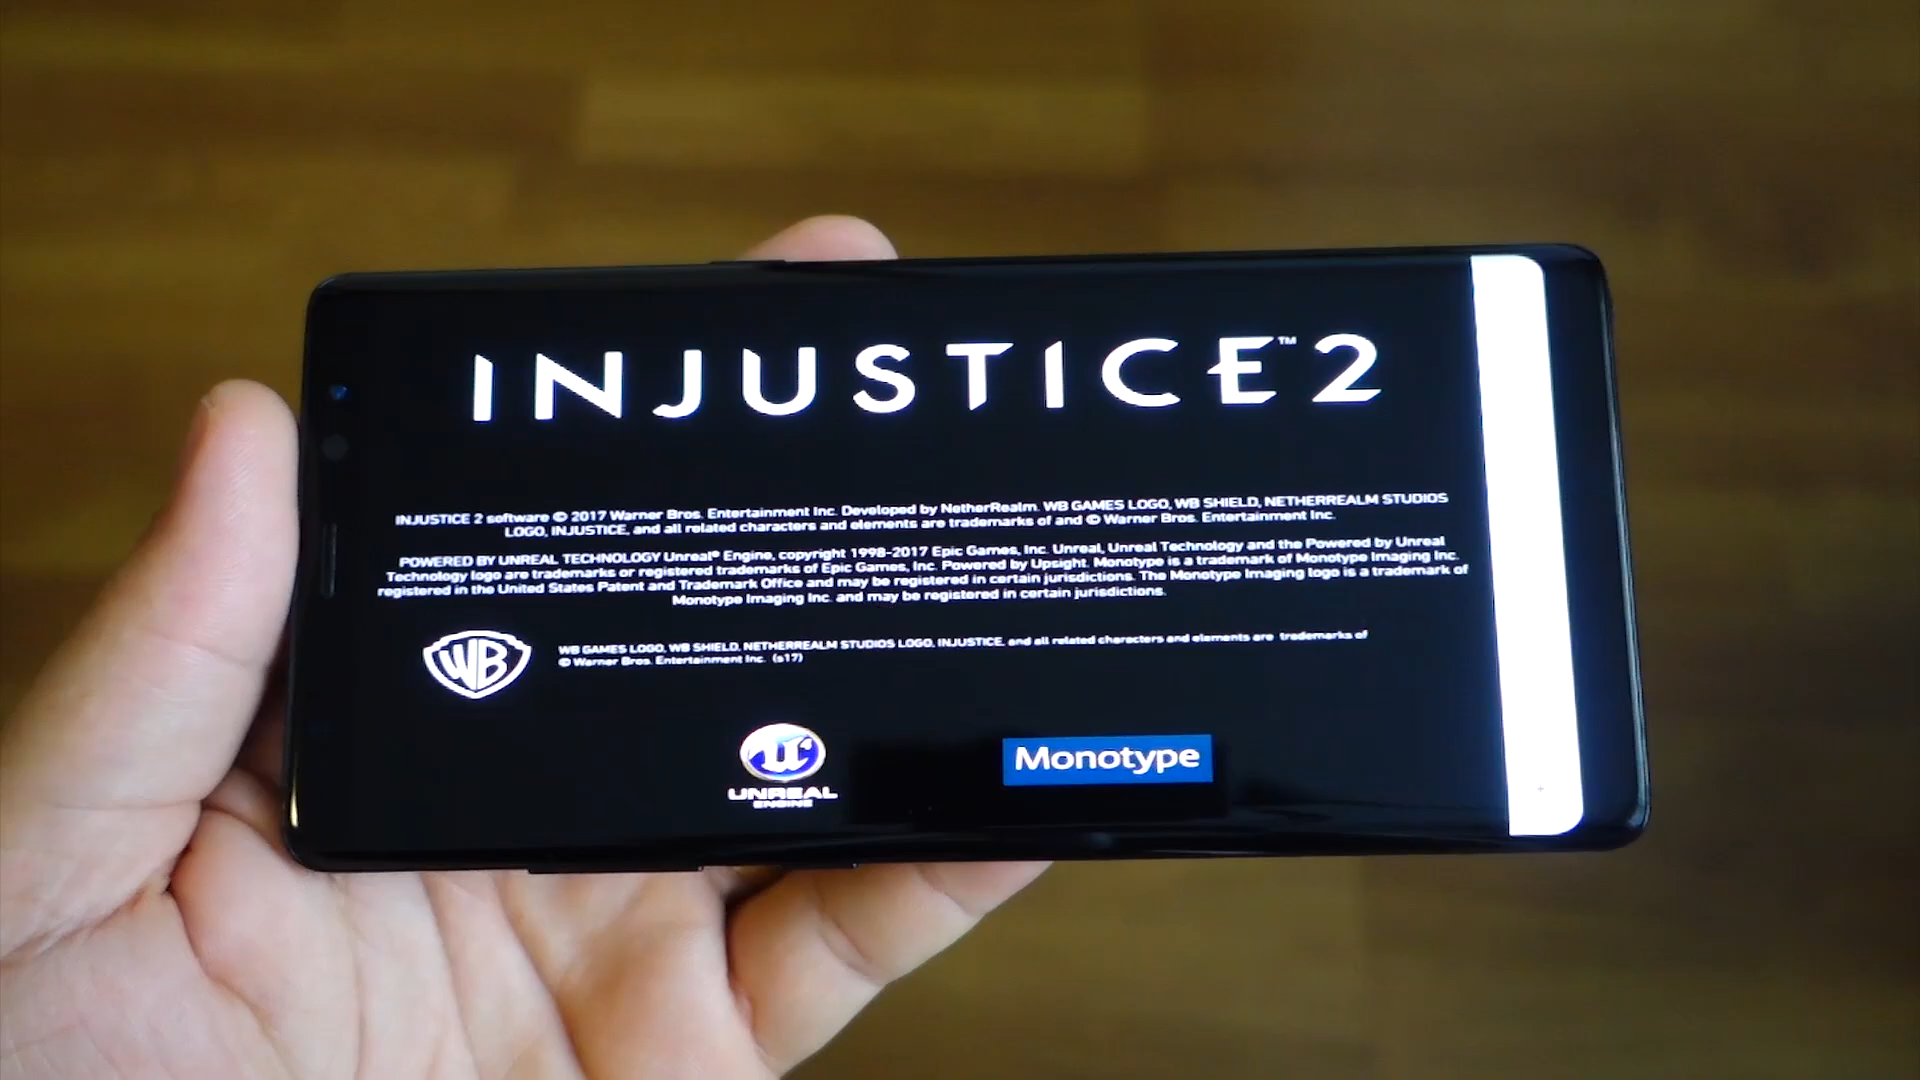 INJUSTICE™ 2
INJUSTICE 2 software © 2017 Warner Bros. Entertainment Inc. Developed by NetherRealm. WB GAMES LOGO, WB SHIELD, NETHERREALM STUDIOS
LOGO, INJUSTICE, and all related characters and elements are trademarks of and © Warner Bros. Entertainment Inc.
POWERED BY UNREAL TECHNOLOGY Unreal® Engine, copyright 1998-2017 Epic Games, Inc. Unreal, Unreal Technology and the Powered by Unreal
Technology logo are trademarks or registered trademarks of Epic Games, Inc. Powered by Upsight. Monotype is a trademark of Monotype Imaging Inc.
registered in the United States Patent and Trademark Office and may be registered in certain jurisdictions. The Monotype Imaging logo is a trademark of
Monotype Imaging Inc. and may be registered in certain jurisdictions.
WB
WB GAMES LOGO, WB SHIELD, NETHERREALM STUDIOS LOGO, INJUSTICE, and all related characters and elements are trademarks of
© Warner Bros. Entertainment Inc. (s17)
UNREAL
ENGINE
Monotype